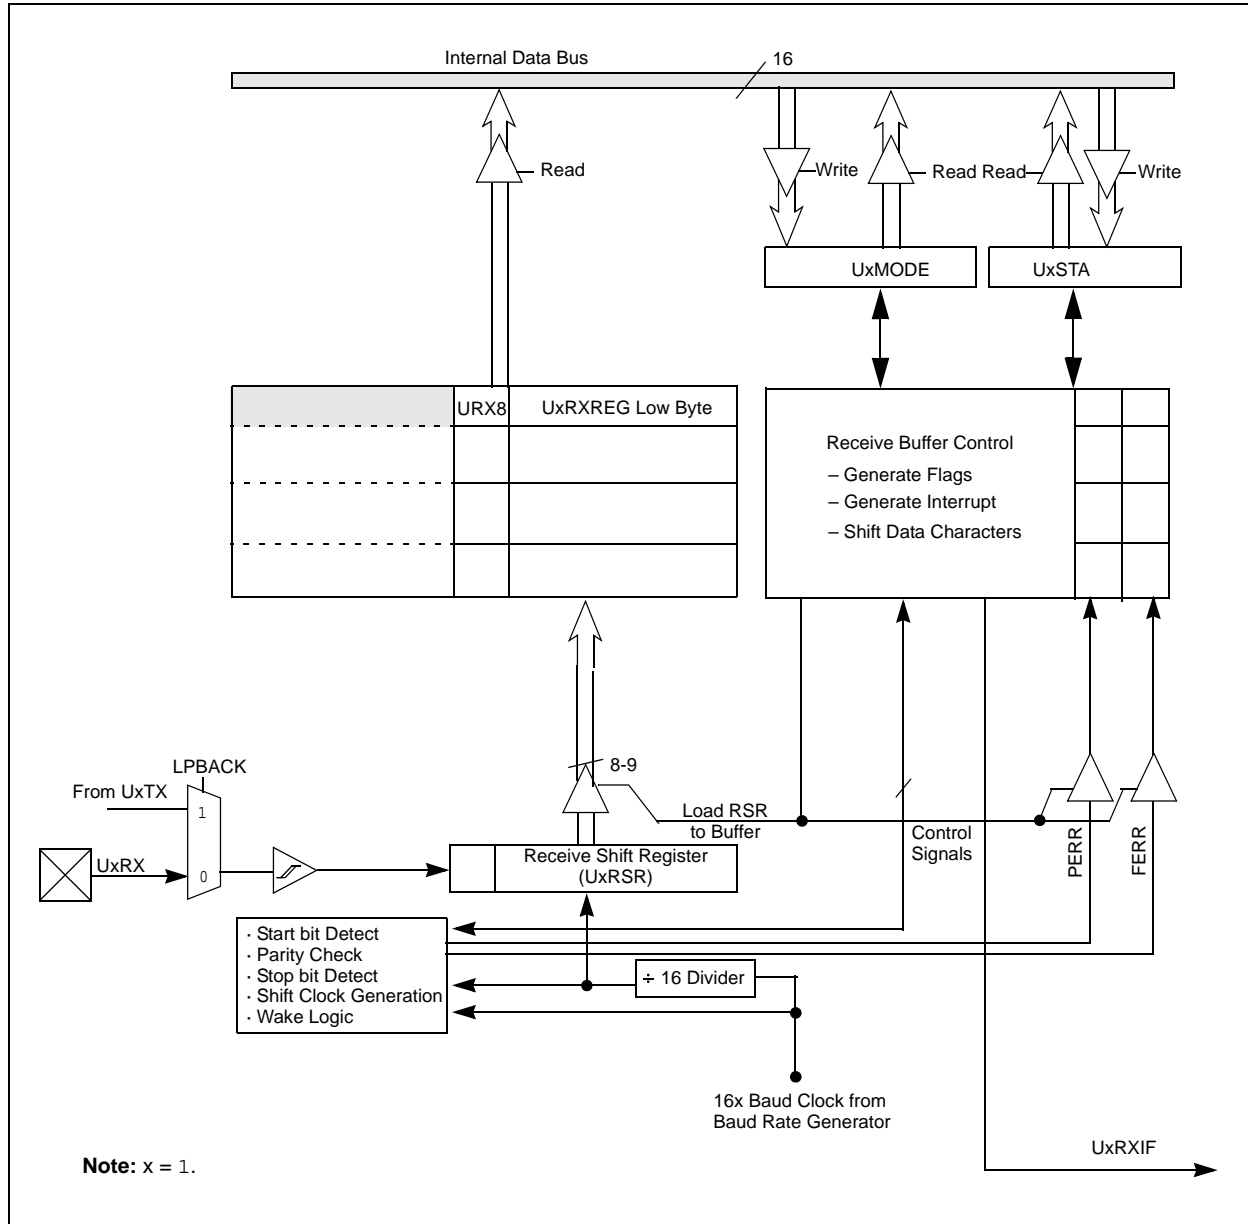 Internal Data Bus
16
Read
Write
Read Read
Write
UxMODE
UxSTA
URX8
UxRXREG Low Byte
Receive Buffer Control
– Generate Flags
– Generate Interrupt
– Shift Data Characters
LPBACK
From UxTX
1
8-9
Load RSR
to Buffer
Control
Signals
PERR
FERR
UxRX
0
Receive Shift Register
(UxRSR)
· Start bit Detect
· Parity Check
· Stop bit Detect
· Shift Clock Generation
· Wake Logic
÷ 16 Divider
16x Baud Clock from
Baud Rate Generator
UxRXIF
Note: x = 1.